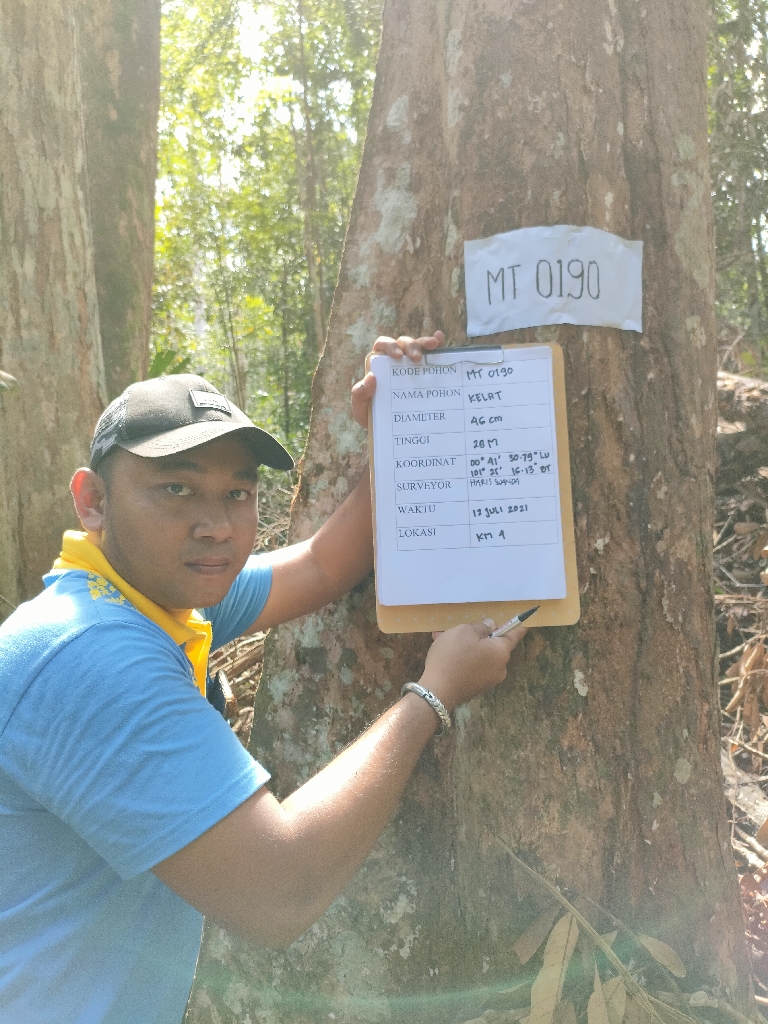 MT 0190
KODE POHON MT 0190
NAMA POHON KELAT
DIAMETER 46 cm
TINGGI 28 M
KOORDINAT 00° 41' 30.79" LU
101° 25' 16.13" BT
SURVEYOR HARIS
WAKTU 12 JULI 2021
LOKASI KM 4